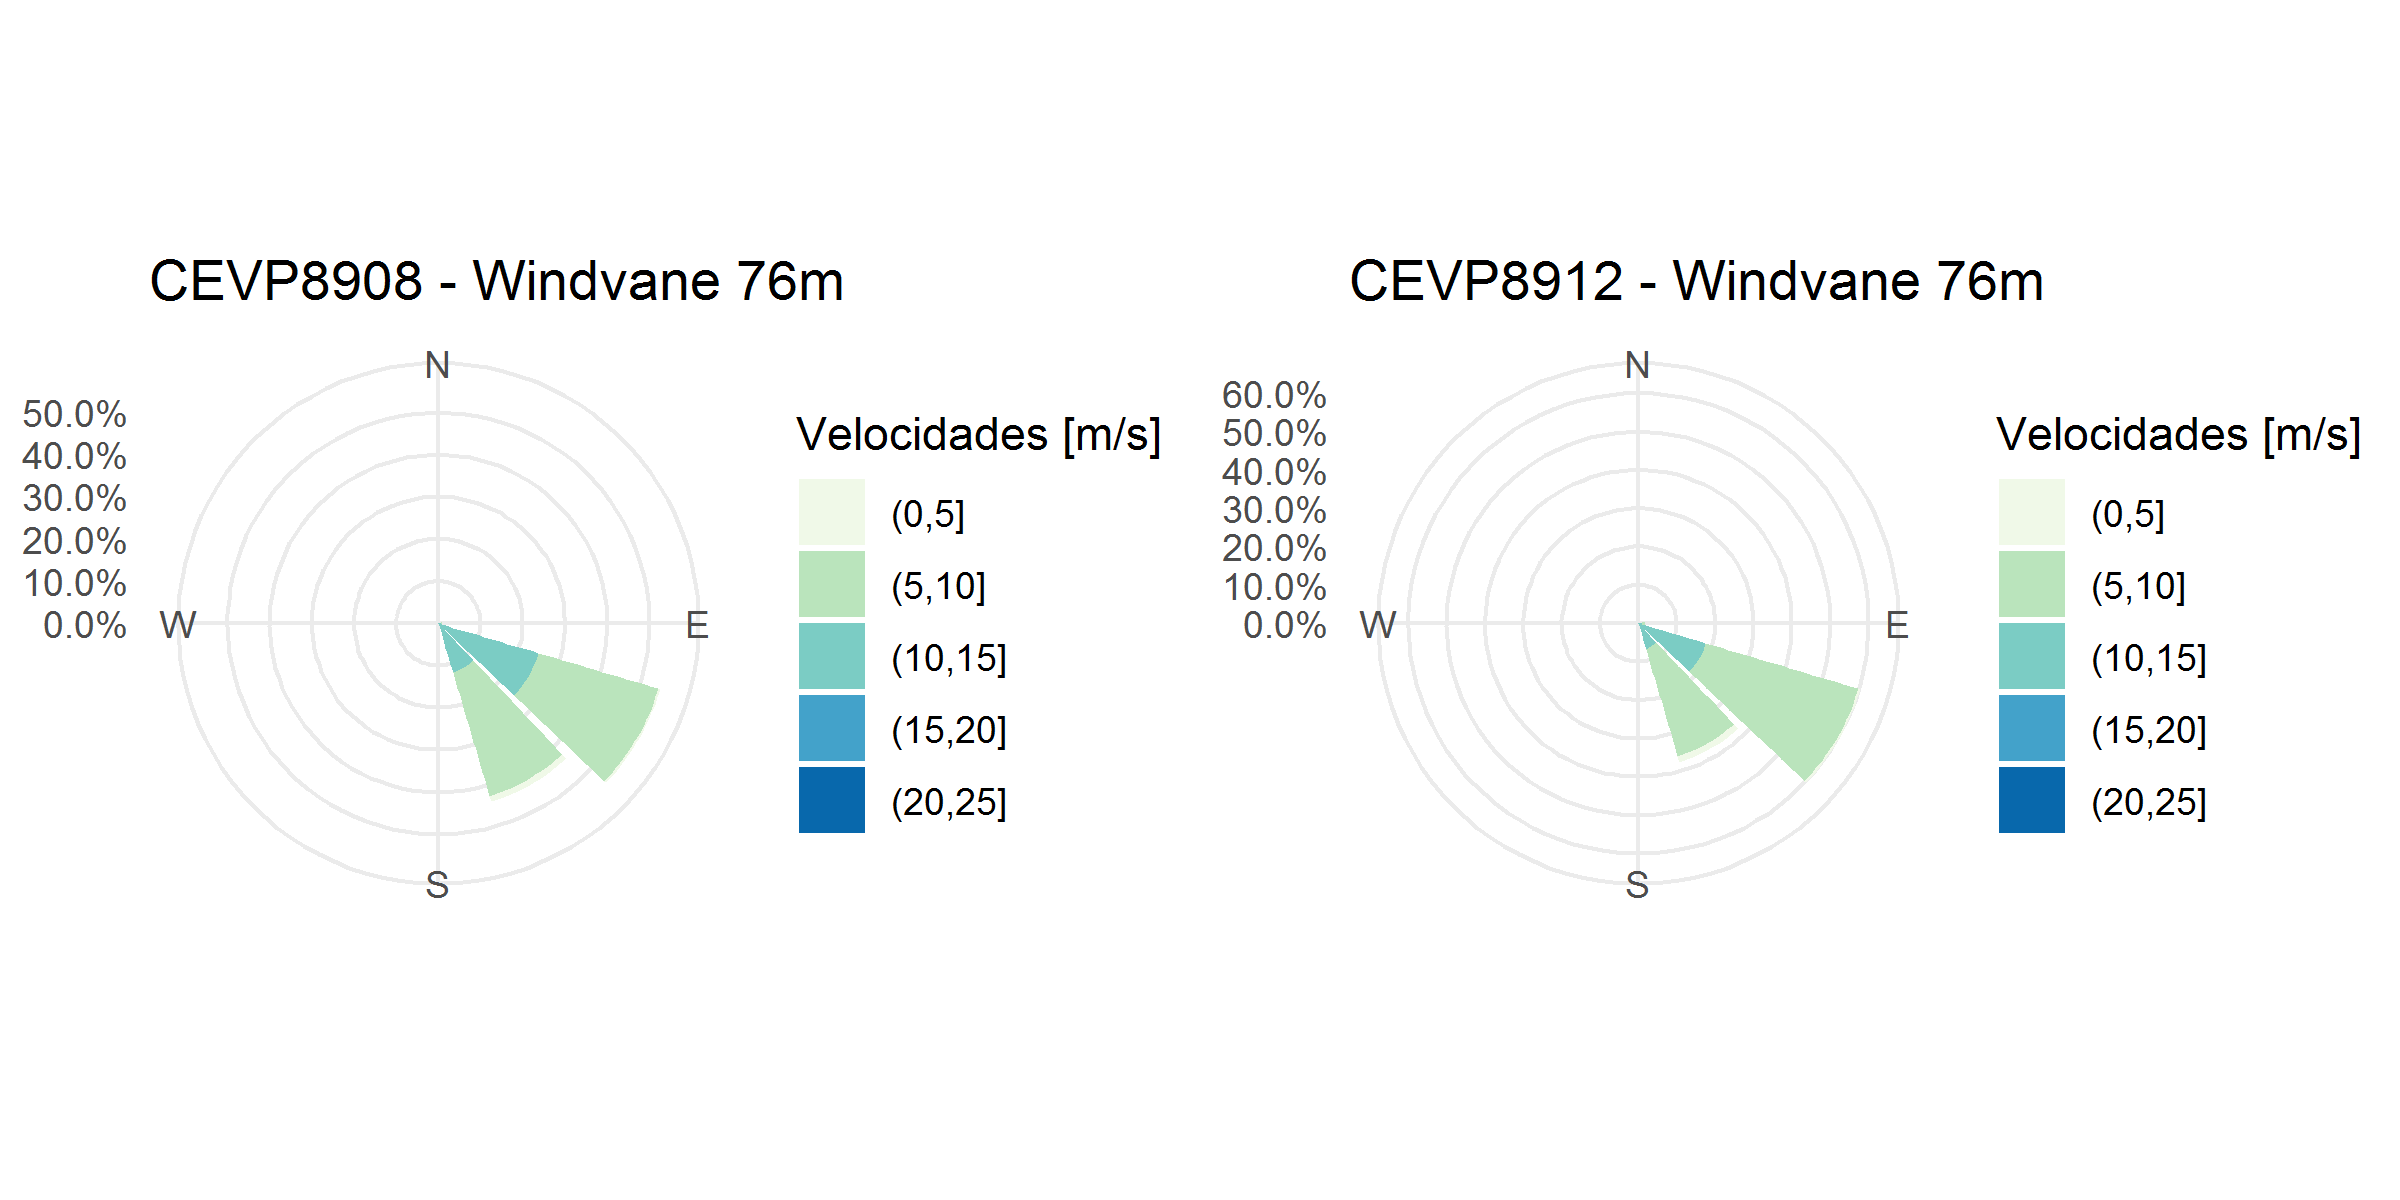 CEVP8908 - Windvane 76m
N
50.0%
40.0%
30.0%
20.0%
10.0%
0.0%
W
E
S
Velocidades [m/s]
(0,5]
(5,10]
(10,15]
(15,20]
(20,25]
CEVP8912 - Windvane 76m
N
60.0%
50.0%
40.0%
30.0%
20.0%
10.0%
0.0%
W
E
S
Velocidades [m/s]
(0,5]
(5,10]
(10,15]
(15,20]
(20,25]